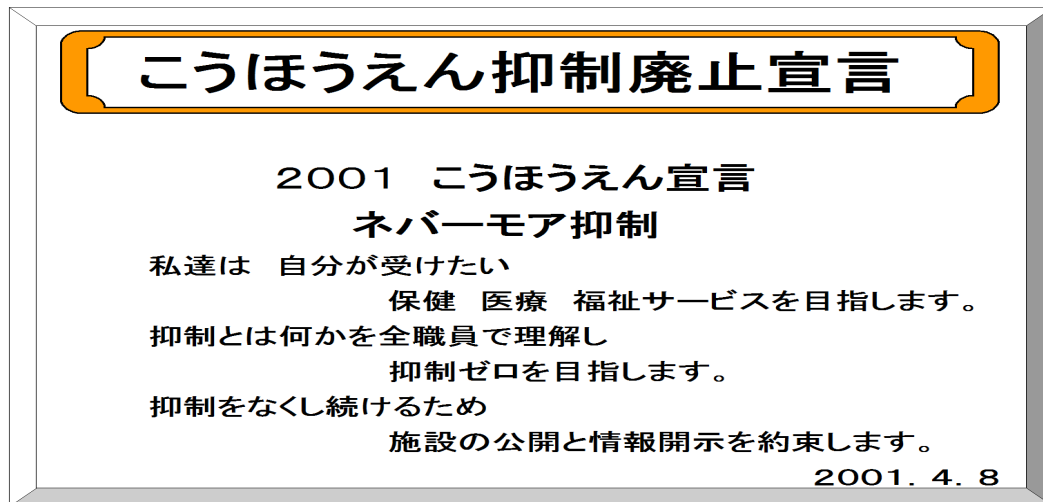 こうほうえん抑制廃止宣言
2001　こうほうえん宣言
ネバーモア抑制
私達は　自分が受けたい
保健　医療　福祉サービスを目指します。
抑制とは何かを全職員で理解し
抑制ゼロを目指します。
抑制をなくし続けるため
施設の公開と情報開示を約束します。
2001. 4. 8